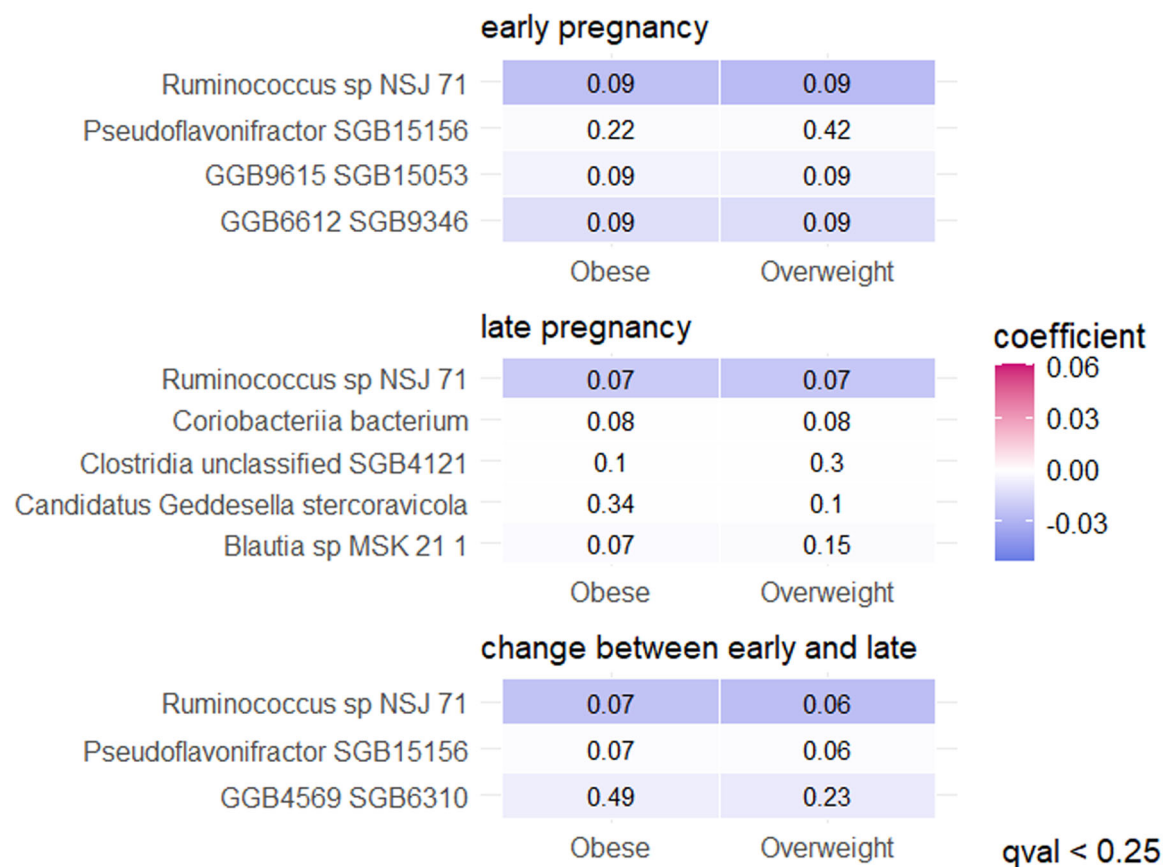 early pregnancy
Ruminococcus sp NSJ 71 0.09 0.09
Pseudoflavonifractor SGB15156 0.22 0.42
GGB9615 SGB15053 0.09 0.09
GGB6612 SGB9346 0.09 0.09
Obese Overweight
late pregnancy
Ruminococcus sp NSJ 71 0.07 0.07
Coriobacteriia bacterium 0.08 0.08
Clostridia unclassified SGB4121 0.1 0.3
Candidatus Geddesella stercoravicola 0.34 0.1
Blautia sp MSK 21 1 0.07 0.15
Obese Overweight
coefficient
0.06
0.03
0.00
-0.03
change between early and late
Ruminococcus sp NSJ 71 0.07 0.06
Pseudoflavonifractor SGB15156 0.07 0.06
GGB4569 SGB6310 0.49 0.23
Obese Overweight
qval < 0.25